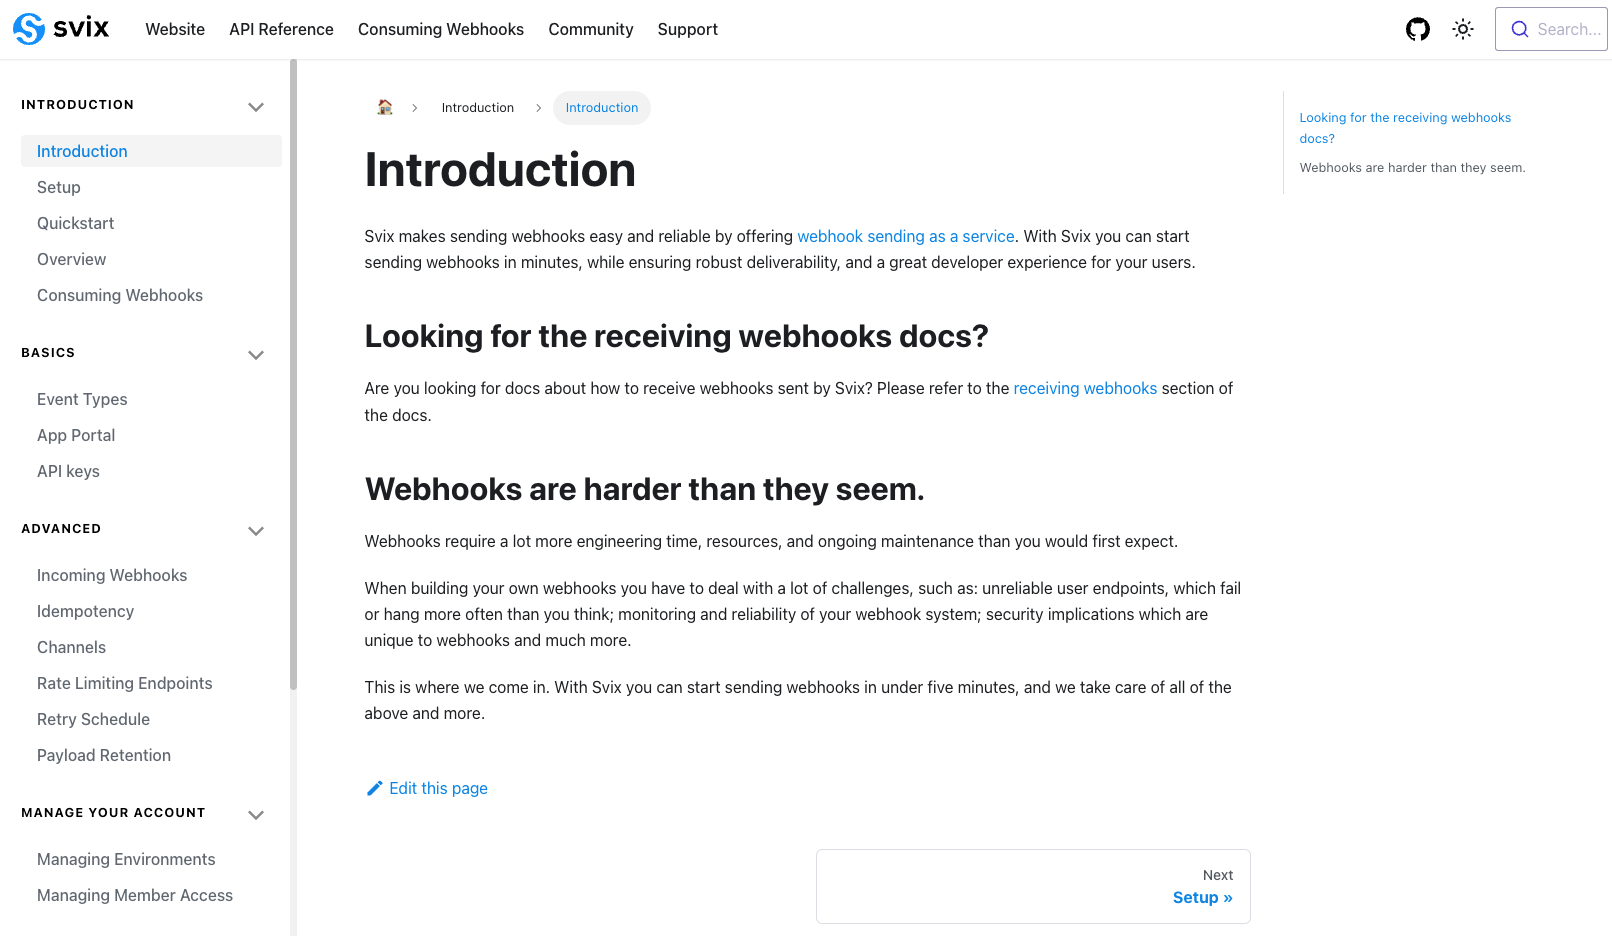 svix
Website
API Reference
Consuming Webhooks
Community
Support
Search...
INTRODUCTION
Introduction
Setup
Quickstart
Overview
Consuming Webhooks
BASICS
Event Types
App Portal
API keys
ADVANCED
Incoming Webhooks
Idempotency
Channels
Rate Limiting Endpoints
Retry Schedule
Payload Retention
MANAGE YOUR ACCOUNT
Managing Environments
Managing Member Access
Introduction
Introduction
Introduction
Svix makes sending webhooks easy and reliable by offering webhook sending as a service. With Svix you can start
sending webhooks in minutes, while ensuring robust deliverability, and a great developer experience for your users.
Looking for the receiving webhooks docs?
Are you looking for docs about how to receive webhooks sent by Svix? Please refer to the receiving webhooks section of
the docs.
Webhooks are harder than they seem.
Webhooks require a lot more engineering time, resources, and ongoing maintenance than you would first expect.
When building your own webhooks you have to deal with a lot of challenges, such as: unreliable user endpoints, which fail
or hang more often than you think; monitoring and reliability of your webhook system; security implications which are
unique to webhooks and much more.
This is where we come in. With Svix you can start sending webhooks in under five minutes, and we take care of all of the
above and more.
Edit this page
Next
Setup »
Looking for the receiving webhooks
docs?
Webhooks are harder than they seem.